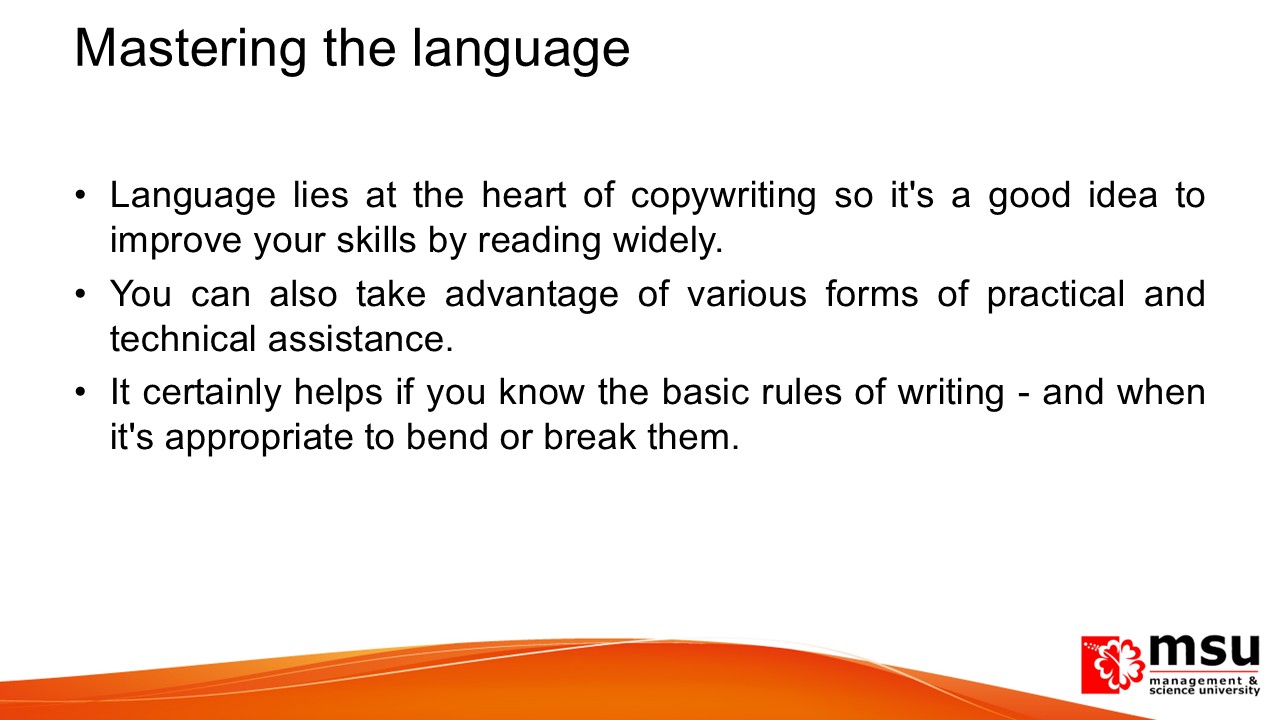 Mastering the language
• Language lies at the heart of copywriting so it's a good idea to
improve your skills by reading widely.
• You can also take advantage of various forms of practical and
technical assistance.
• It certainly helps if you know the basic rules of writing - and when
it's appropriate to bend or break them.
msu
management &
science university